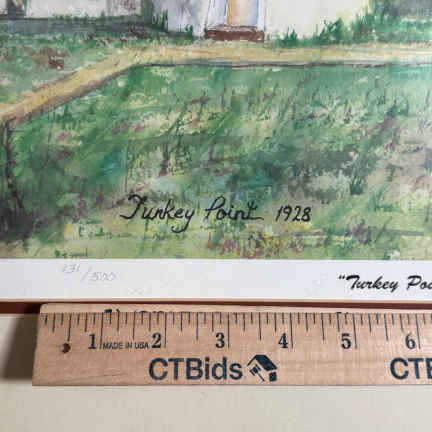 Turkey Point 1928
131/500
"Turkey Poi
1 MADE IN USA 2 3 4 5 6
CTBids CTB